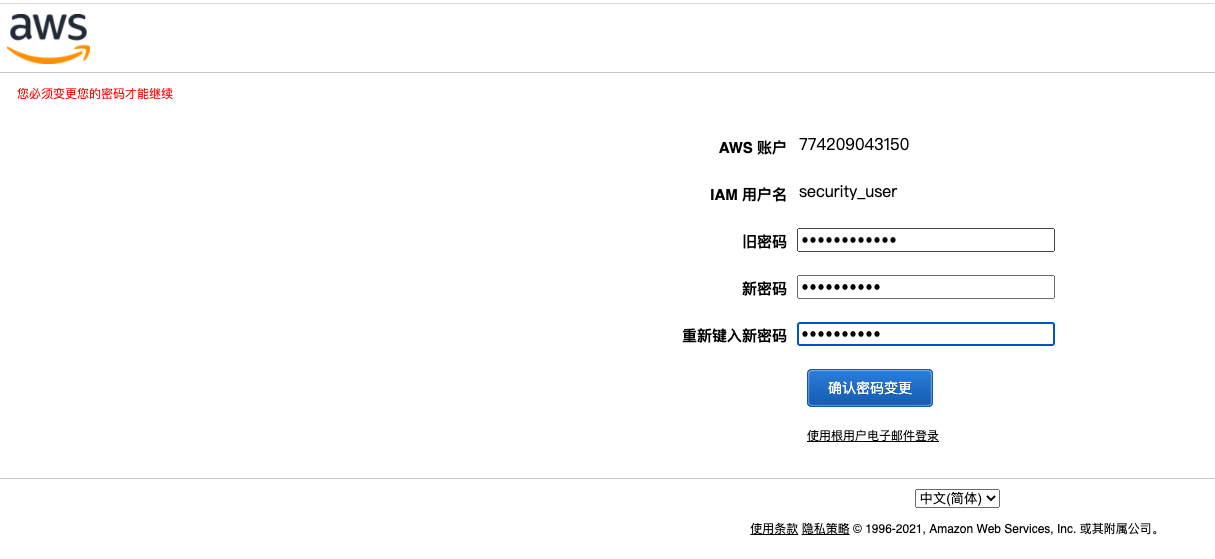 aws
您必须变更您的密码才能继续
AWS 账户 774209043150
IAM 用户名 security_user
旧密码 ••••••••••••
新密码 ••••••••••
重新键入新密码 ••••••••••
确认密码变更
使用根用户电子邮件登录
中文(简体)
使用条款 隐私策略 © 1996-2021, Amazon Web Services, Inc. 或其附属公司。